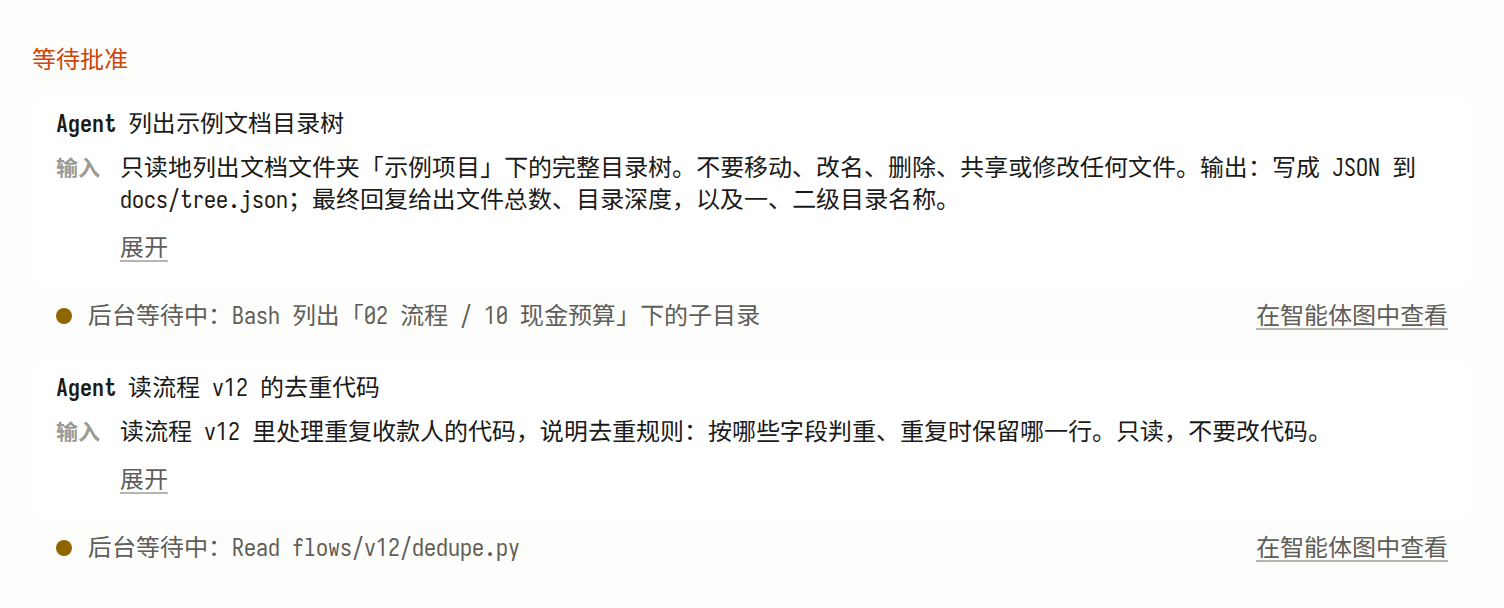 等待批准
Agent 列出示例文档目录树
输入 只读地列出文档文件夹「示例项目」下的完整目录树。不要移动、改名、删除、共享或修改任何文件。输出：写成 JSON 到
docs/tree.json；最终回复给出文件总数、目录深度，以及一、二级目录名称。
展开
后台等待中：Bash 列出「02 流程 / 10 现金预算」下的子目录 在智能体图中查看
Agent 读流程 v12 的去重代码
输入 读流程 v12 里处理重复收款人的代码，说明去重规则：按哪些字段判重、重复时保留哪一行。只读，不要改代码。
展开
后台等待中：Read flows/v12/dedupe.py 在智能体图中查看